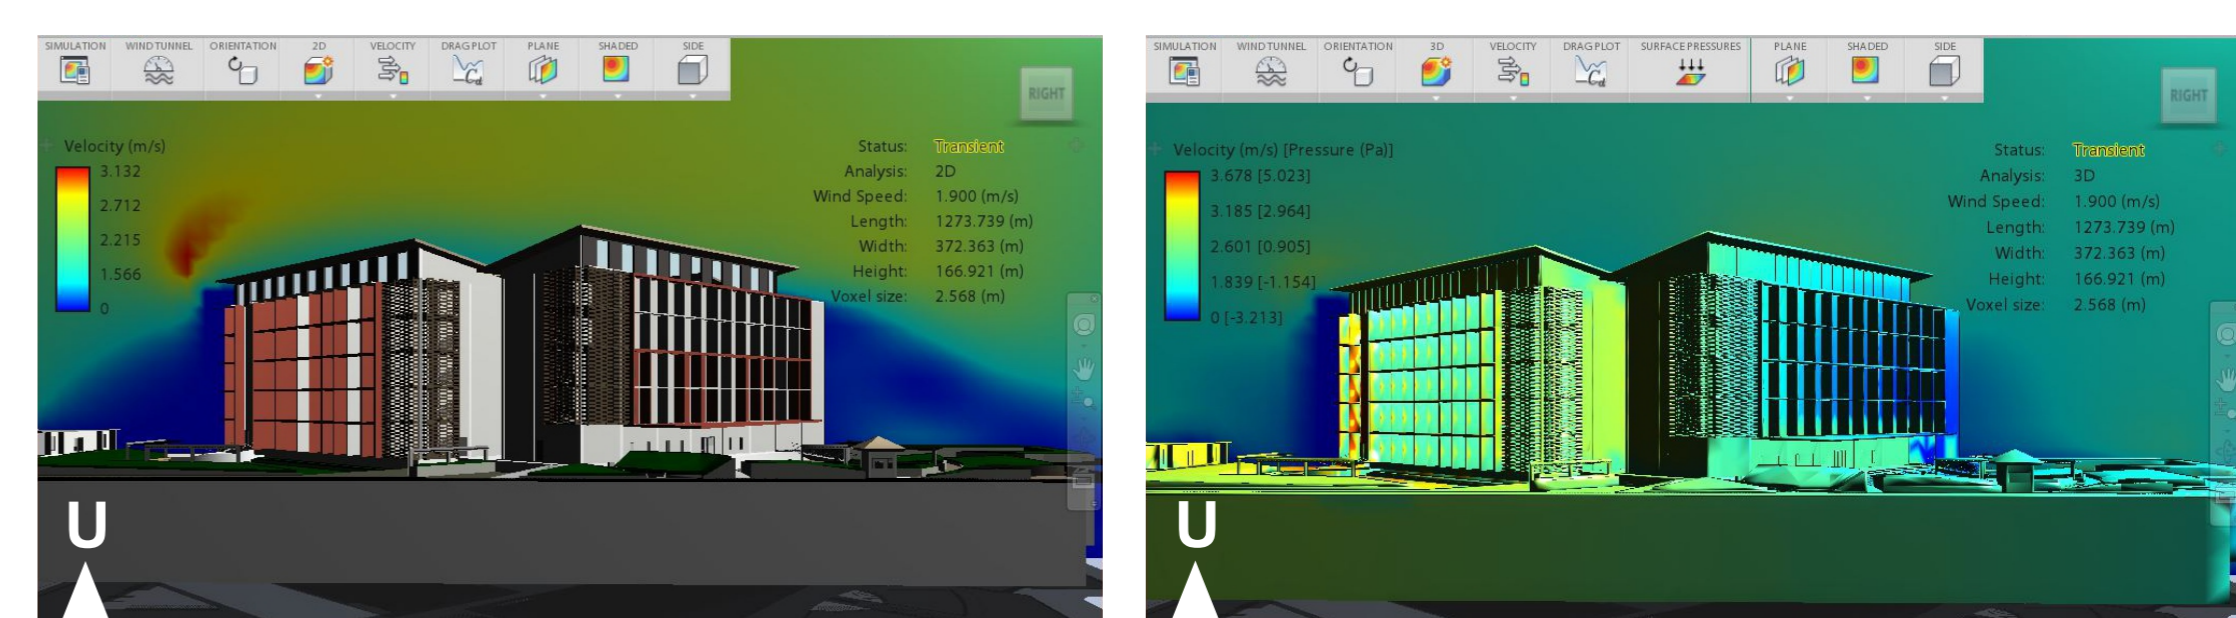 SIMULATION WIND TUNNEL ORIENTATION 2D VELOCITY DRAG PLOT PLANE SHADED SIDE
RIGHT
Velocity (m/s)
3.132
2.712
2.215
1.566
0
Status: Transient
Analysis: 2D
Wind Speed: 1.900 (m/s)
Length: 1273.739 (m)
Width: 372.363 (m)
Height: 166.921 (m)
Voxel size: 2.568 (m)
U
SIMULATION WIND TUNNEL ORIENTATION 3D VELOCITY DRAG PLOT SURFACE PRESSURES PLANE SHADED SIDE
RIGHT
Velocity (m/s) [Pressure (Pa)]
3.678 [5.023]
3.185 [2.964]
2.601 [0.905]
1.839 [-1.154]
0 [-3.213]
Status: Transient
Analysis: 3D
Wind Speed: 1.900 (m/s)
Length: 1273.739 (m)
Width: 372.363 (m)
Height: 166.921 (m)
Voxel size: 2.568 (m)
U